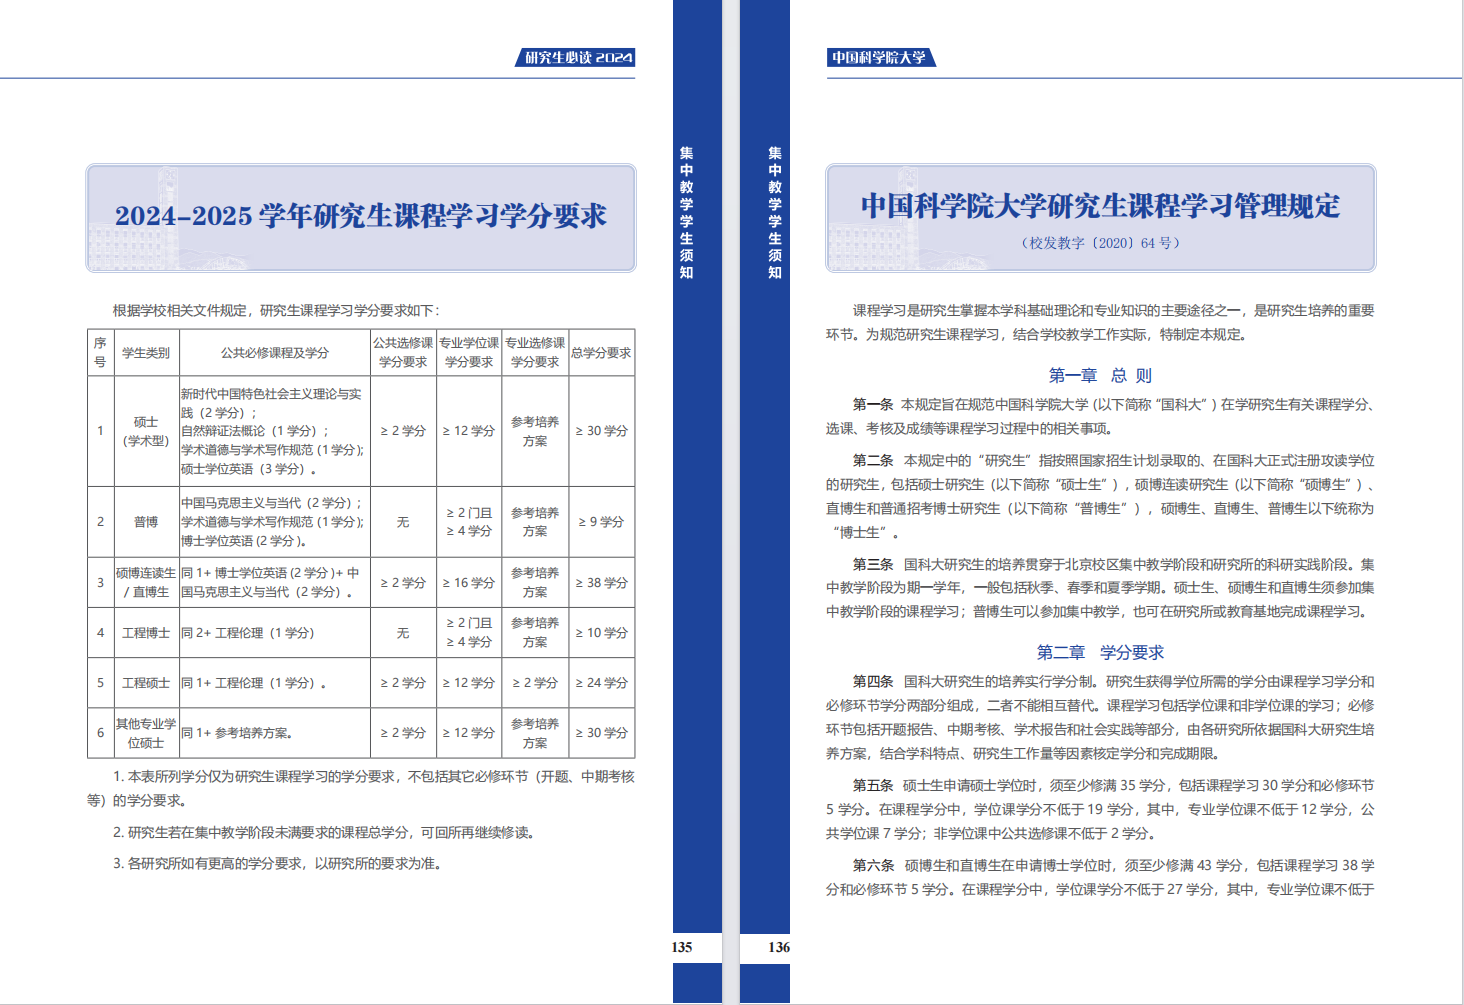 研究生必读 2024
2024-2025 学年研究生课程学习学分要求
根据学校相关文件规定，研究生课程学习学分要求如下：
序号 学生类别 公共必修课程及学分 公共选修课学分要求 专业学位课学分要求 专业选修课学分要求 总学分要求
1 硕士（学术型） 新时代中国特色社会主义理论与实践（2 学分）；
自然辩证法概论（1 学分）；
学术道德与学术写作规范 (1 学分);
硕士学位英语（3 学分）。
≥ 2 学分 ≥ 12 学分 参考培养方案 ≥ 30 学分
2 普博 中国马克思主义与当代（2 学分）;
学术道德与学术写作规范 (1 学分);
博士学位英语 (2 学分 )。
无 ≥ 2 门且 ≥ 4 学分 参考培养方案 ≥ 9 学分
3 硕博连读生 / 直博生 同 1+ 博士学位英语 (2 学分 )+ 中国马克思主义与当代（2 学分）。 ≥ 2 学分 ≥ 16 学分 参考培养方案 ≥ 38 学分
4 工程博士 同 2+ 工程伦理（1 学分） 无 ≥ 2 门且 ≥ 4 学分 参考培养方案 ≥ 10 学分
5 工程硕士 同 1+ 工程伦理（1 学分）。 ≥ 2 学分 ≥ 12 学分 ≥ 2 学分 ≥ 24 学分
6 其他专业学位硕士 同 1+ 参考培养方案。 ≥ 2 学分 ≥ 12 学分 参考培养方案 ≥ 30 学分
1. 本表所列学分仅为研究生课程学习的学分要求，不包括其它必修环节（开题、中期考核
等）的学分要求。
2. 研究生若在集中教学阶段未满要求的课程总学分，可回所再继续修读。
3. 各研究所如有更高的学分要求，以研究所的要求为准。
集中教学学生须知
135
中国科学院大学
集中教学学生须知
中国科学院大学研究生课程学习管理规定
（校发教字〔2020〕64 号）
课程学习是研究生掌握本学科基础理论和专业知识的主要途径之一，是研究生培养的重要
环节。为规范研究生课程学习，结合学校教学工作实际，特制定本规定。
第一章 总 则
第一条 本规定旨在规范中国科学院大学 (以下简称“国科大”) 在学研究生有关课程学分、
选课、考核及成绩等课程学习过程中的相关事项。
第二条 本规定中的“研究生”指按照国家招生计划录取的、在国科大正式注册攻读学位
的研究生，包括硕士研究生（以下简称“硕士生”），硕博连读研究生（以下简称“硕博生”）、
直博生和普通招考博士研究生（以下简称“普博生”），硕博生、直博生、普博生以下统称为
“博士生”。
第三条 国科大研究生的培养贯穿于北京校区集中教学阶段和研究所的科研实践阶段。集
中教学阶段为期一学年，一般包括秋季、春季和夏季学期。硕士生、硕博生和直博生须参加集
中教学阶段的课程学习；普博生可以参加集中教学，也可在研究所或教育基地完成课程学习。
第二章 学分要求
第四条 国科大研究生的培养实行学分制。研究生获得学位所需的学分由课程学习学分和
必修环节学分两部分组成，二者不能相互替代。课程学习包括学位课和非学位课的学习；必修
环节包括开题报告、中期考核、学术报告和社会实践等部分，由各研究所依据国科大研究生培
养方案，结合学科特点、研究生工作量等因素核定学分和完成期限。
第五条 硕士生申请硕士学位时，须至少修满 35 学分，包括课程学习 30 学分和必修环节
5 学分。在课程学分中，学位课学分不低于 19 学分，其中，专业学位课不低于 12 学分，公
共学位课 7 学分；非学位课中公共选修课不低于 2 学分。
第六条 硕博生和直博生在申请博士学位时，须至少修满 43 学分，包括课程学习 38 学
分和必修环节 5 学分。在课程学分中，学位课学分不低于 27 学分，其中，专业学位课不低于
136